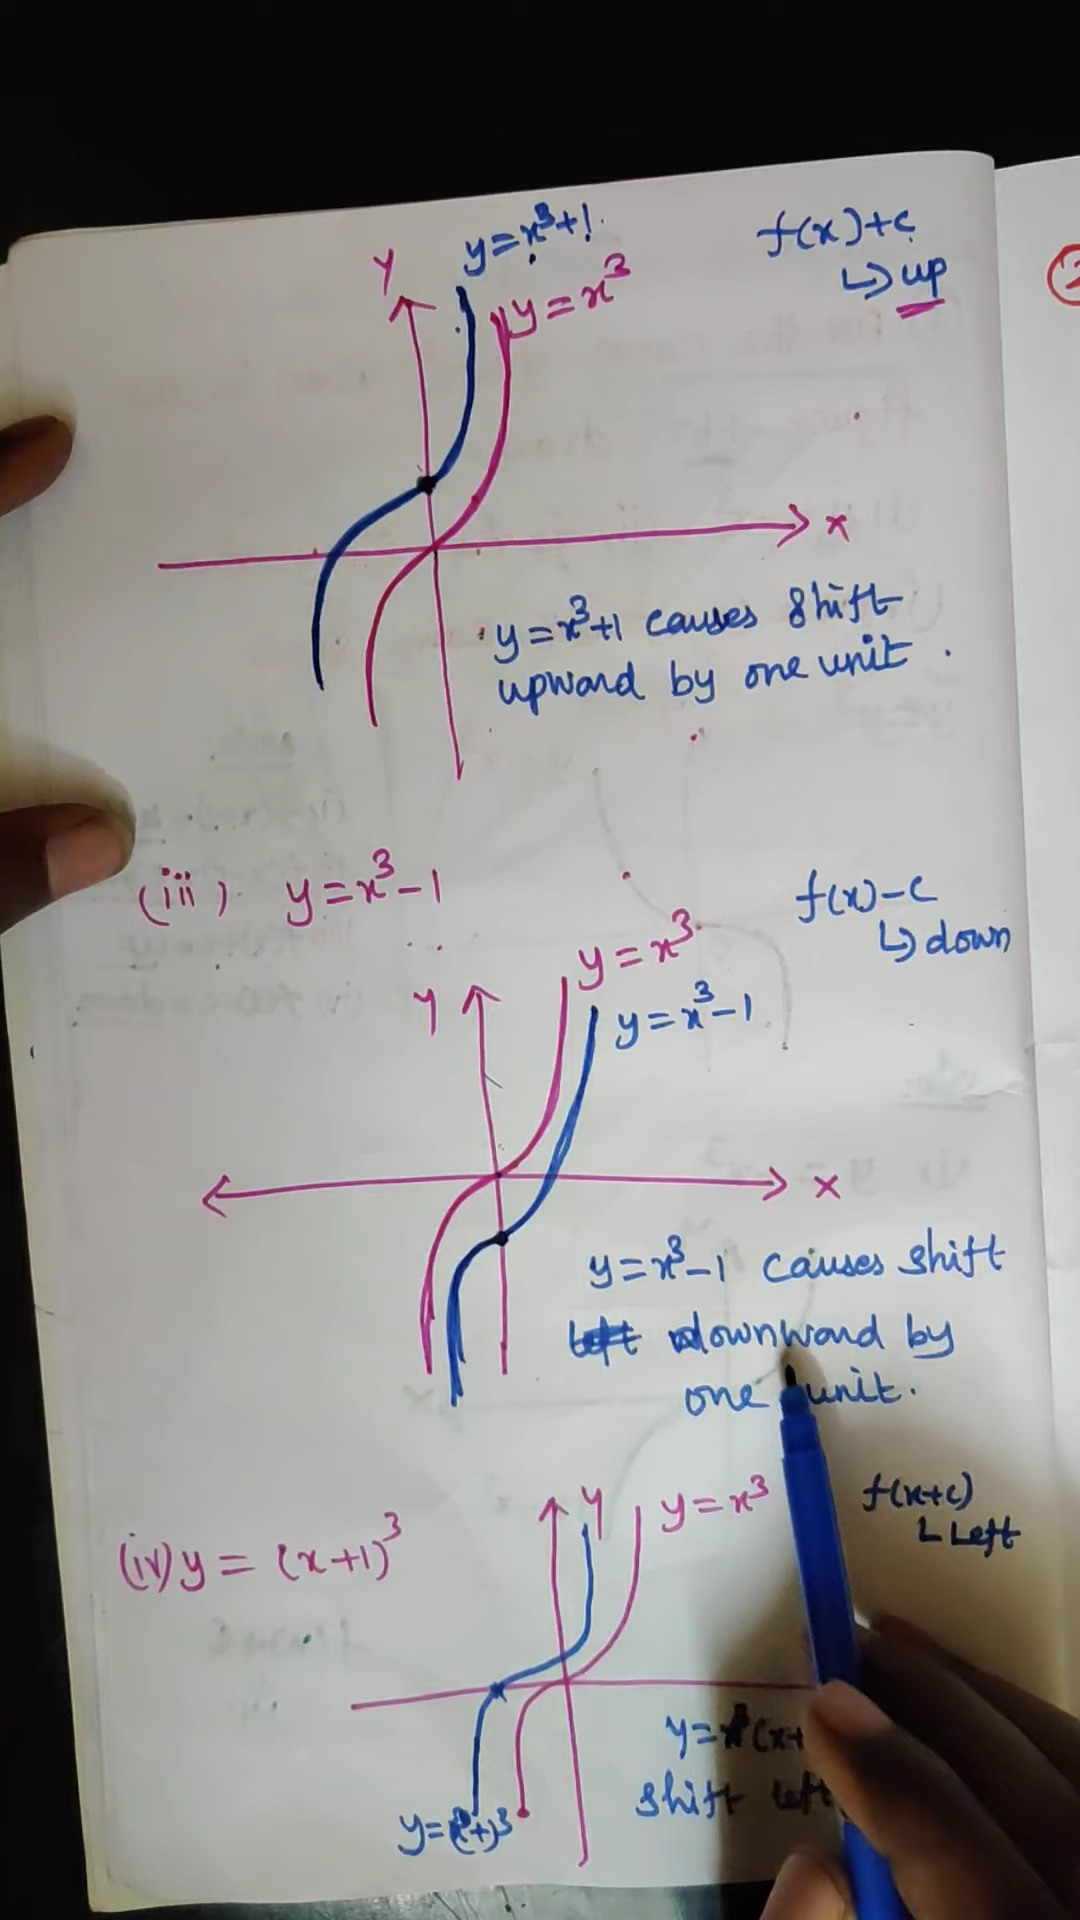 y=x³+1
f(x)+c
↳ up
Y
y=x³
x
y=x³+1 causes shift
upward by one unit.
(iii) y=x³-1
f(x)-c
↳ down
y=x³
Y
y=x³-1
x
y=x³-1 causes shift
downward by
one unit.
(iv) y=(x+1)³
y
y=x³
f(x+c)
↳ Left
y= (x+
shift left